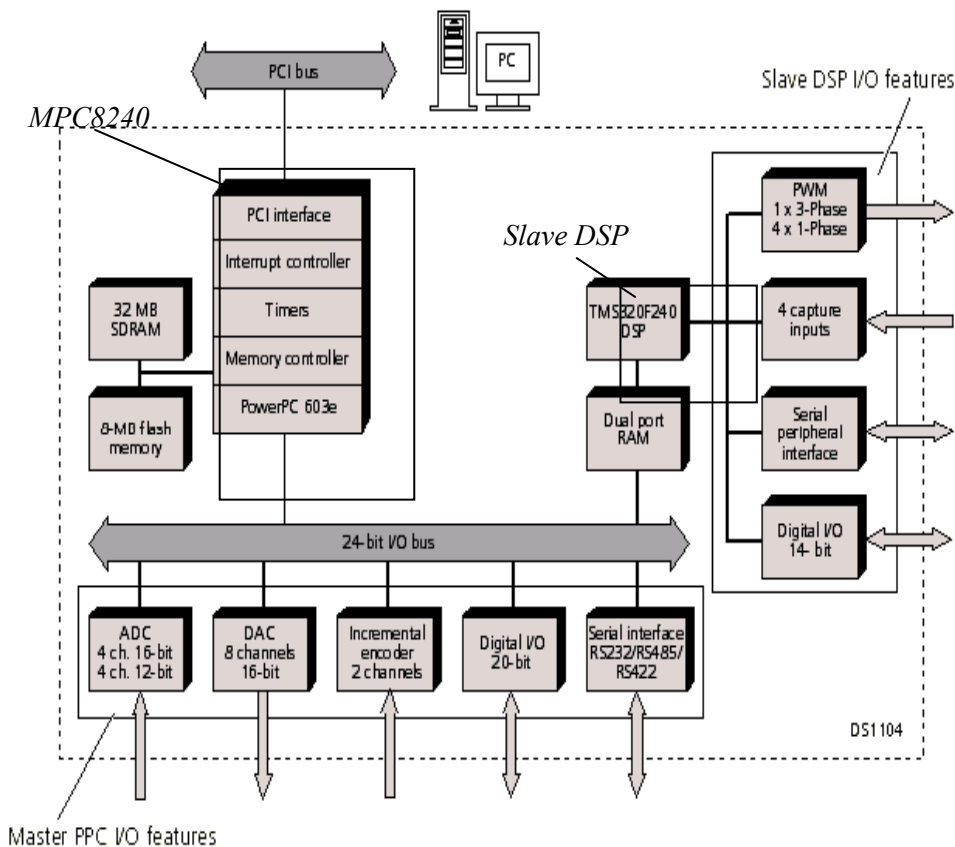 PC
PCI bus
Slave DSP I/O features
MPC8240
PCI interface
Interrupt controller
Timers
Memory controller
PowerPC 603e
32 MB
SDRAM
8-MB flash
memory
Slave DSP
TMS320F240
DSP
Dual port
RAM
PWM
1 x 3-Phase
4 x 1-Phase
4 capture
inputs
Serial
peripheral
interface
Digital I/O
14- bit
24-bit I/O bus
ADC
4 ch. 16-bit
4 ch. 12-bit
DAC
8 channels
16-bit
Incremental
encoder
2 channels
Digital I/O
20-bit
Serial interface
RS232/RS485/
RS422
DS1104
Master PPC I/O features